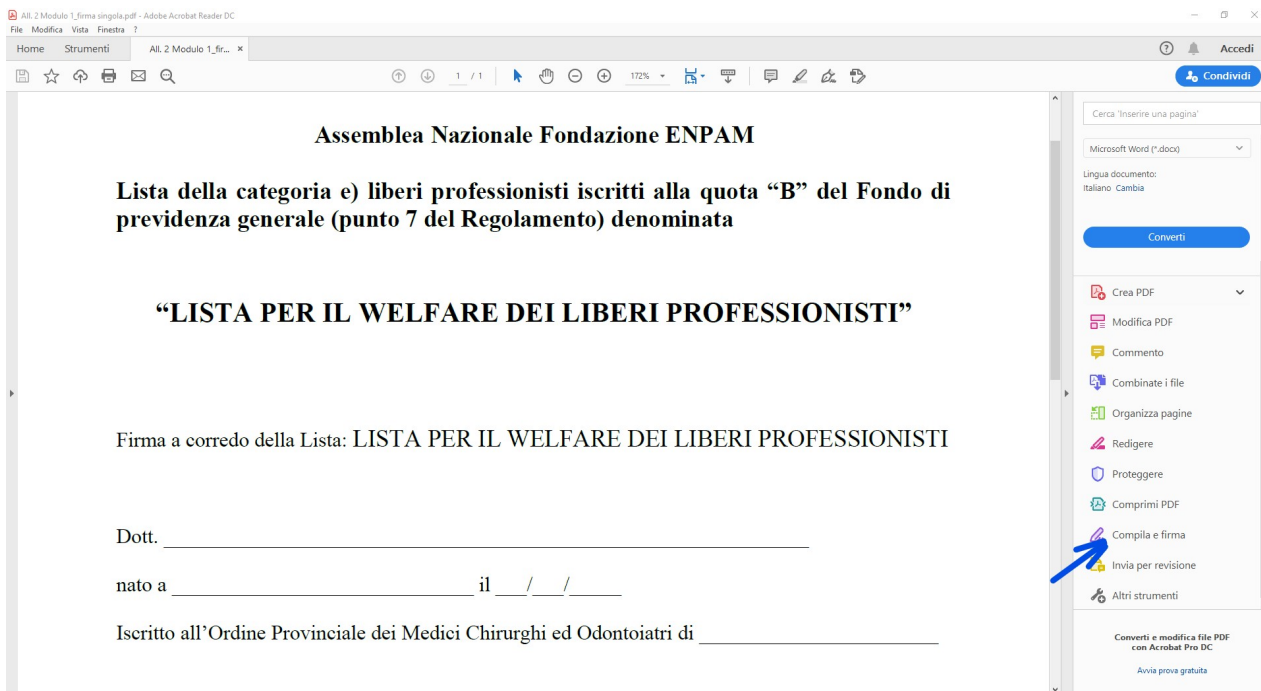 All. 2 Modulo 1_firma singola.pdf - Adobe Acrobat Reader DC
File Modifica Vista Finestra ?
Home Strumenti All. 2 Modulo 1_fir... × Accedi
1 / 1 172% Condividi
Assemblea Nazionale Fondazione ENPAM
Lista della categoria e) liberi professionisti iscritti alla quota “B” del Fondo di
previdenza generale (punto 7 del Regolamento) denominata
“LISTA PER IL WELFARE DEI LIBERI PROFESSIONISTI”
Firma a corredo della Lista: LISTA PER IL WELFARE DEI LIBERI PROFESSIONISTI
Dott. ___
nato a ___ il ___/___/___
Iscritto all’Ordine Provinciale dei Medici Chirurghi ed Odontoiatri di ___
Cerca 'Inserire una pagina'
Microsoft Word (*.docx)
Lingua documento:
Italiano Cambia
Converti
Crea PDF
Modifica PDF
Commento
Combinate i file
Organizza pagine
Redigere
Proteggere
Comprimi PDF
Compila e firma
Invia per revisione
Altri strumenti
Converti e modifica file PDF
con Acrobat Pro DC
Avvia prova gratuita